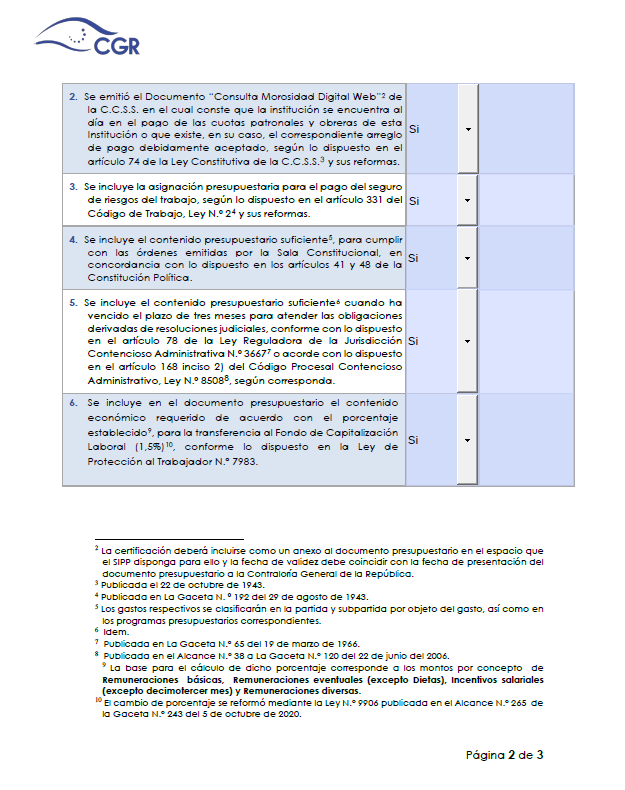 CGR
2. Se emitió el Documento “Consulta Morosidad Digital Web”2 de
la C.C.S.S. en el cual conste que la institución se encuentra al
día en el pago de las cuotas patronales y obreras de esta
Institución o que existe, en su caso, el correspondiente arreglo
de pago debidamente aceptado, según lo dispuesto en el
artículo 74 de la Ley Constitutiva de la C.C.S.S.3 y sus reformas.
Si
3. Se incluye la asignación presupuestaria para el pago del seguro
de riesgos del trabajo, según lo dispuesto en el artículo 331 del
Código de Trabajo, Ley N.º 24 y sus reformas.
Si
4. Se incluye el contenido presupuestario suficiente5, para cumplir
con las órdenes emitidas por la Sala Constitucional, en
concordancia con lo dispuesto en los artículos 41 y 48 de la
Constitución Política.
Si
5. Se incluye el contenido presupuestario suficiente6 cuando ha
vencido el plazo de tres meses para atender las obligaciones
derivadas de resoluciones judiciales, conforme con lo dispuesto
en el artículo 78 de la Ley Reguladora de la Jurisdicción
Contencioso Administrativa N.º 36677 o acorde con lo dispuesto
en el artículo 168 inciso 2) del Código Procesal Contencioso
Administrativo, Ley N.º 85088, según corresponda.
Si
6. Se incluye en el documento presupuestario el contenido
económico requerido de acuerdo con el porcentaje
establecido9, para la transferencia al Fondo de Capitalización
Laboral (1,5%)10, conforme lo dispuesto en la Ley de
Protección al Trabajador N.º 7983.
Si
2 La certificación deberá incluirse como un anexo al documento presupuestario en el espacio que
el SIPP disponga para ello y la fecha de validez debe coincidir con la fecha de presentación del
documento presupuestario a la Contraloría General de la República.
3 Publicada el 22 de octubre de 1943.
4 Publicada en La Gaceta N. º 192 del 29 de agosto de 1943.
5 Los gastos respectivos se clasificarán en la partida y subpartida por objeto del gasto, así como en
los programas presupuestarios correspondientes.
6 Idem.
7 Publicada en La Gaceta N.º 65 del 19 de marzo de 1966.
8 Publicada en el Alcance N.º 38 a La Gaceta N.º 120 del 22 de junio del 2006.
9 La base para el cálculo de dicho porcentaje corresponde a los montos por concepto de
Remuneraciones básicas, Remuneraciones eventuales (excepto Dietas), Incentivos salariales
(excepto decimotercer mes) y Remuneraciones diversas.
10 El cambio de porcentaje se reformó mediante la Ley N.º 9906 publicada en el Alcance N.º 265 de
la Gaceta N.º 243 del 5 de octubre de 2020.
Página 2 de 3